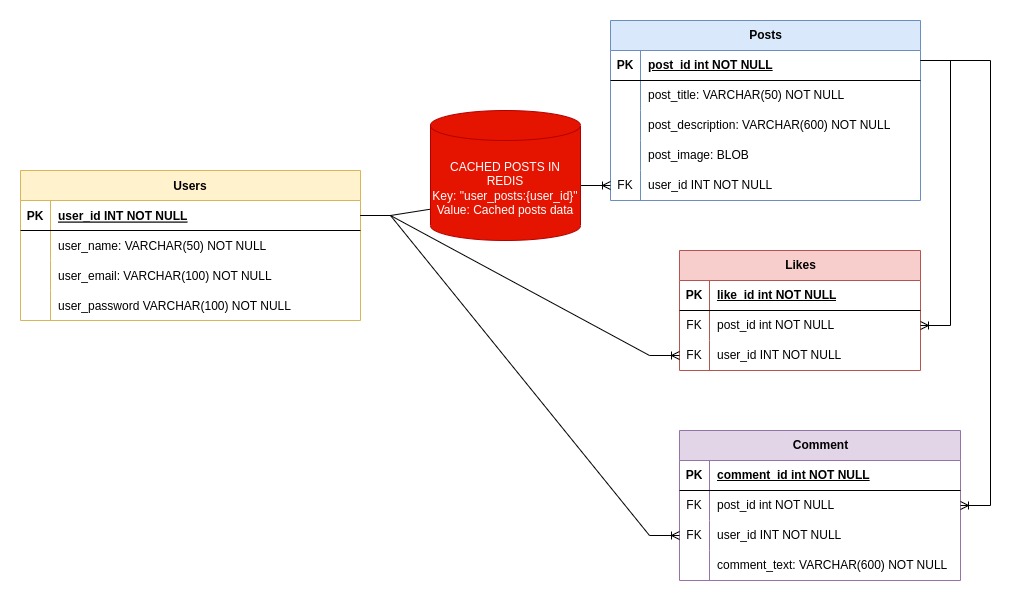 Posts
PK post_id int NOT NULL
post_title: VARCHAR(50) NOT NULL
post_description: VARCHAR(600) NOT NULL
post_image: BLOB
FK user_id INT NOT NULL
CACHED POSTS IN
REDIS
Key: "user_posts:{user_id}"
Value: Cached posts data
Users
PK user_id INT NOT NULL
user_name: VARCHAR(50) NOT NULL
user_email: VARCHAR(100) NOT NULL
user_password VARCHAR(100) NOT NULL
Likes
PK like_id int NOT NULL
FK post_id int NOT NULL
FK user_id INT NOT NULL
Comment
PK comment_id int NOT NULL
FK post_id int NOT NULL
FK user_id INT NOT NULL
comment_text: VARCHAR(600) NOT NULL